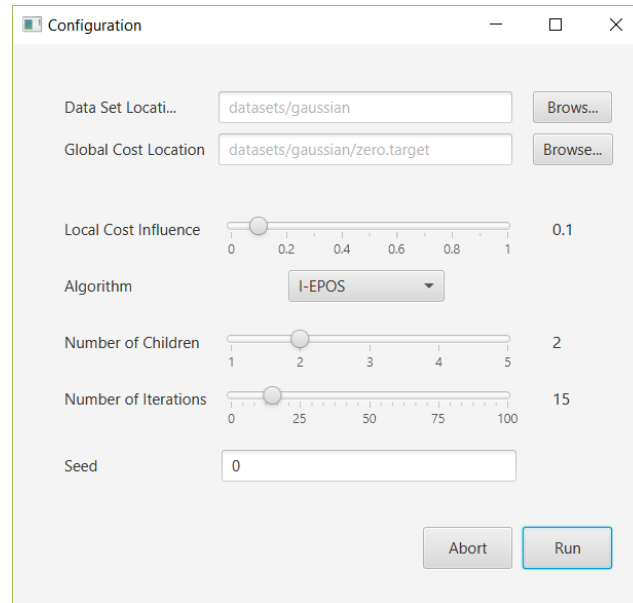 Configuration
Data Set Locati... datasets/gaussian Brows...
Global Cost Location datasets/gaussian/zero.target Browse...
Local Cost Influence 0.1
0 0.2 0.4 0.6 0.8 1
Algorithm I-EPOS
Number of Children 2
1 2 3 4 5
Number of Iterations 15
0 25 50 75 100
Seed 0
Abort Run